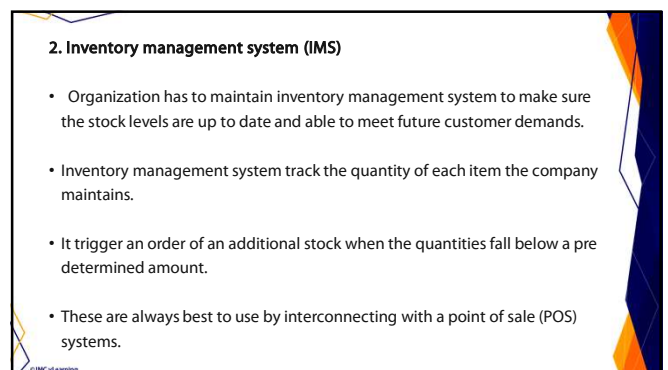 2. Inventory management system (IMS)
• Organization has to maintain inventory management system to make sure
the stock levels are up to date and able to meet future customer demands.
• Inventory management system track the quantity of each item the company
maintains.
• It trigger an order of an additional stock when the quantities fall below a pre
determined amount.
• These are always best to use by interconnecting with a point of sale (POS)
systems.